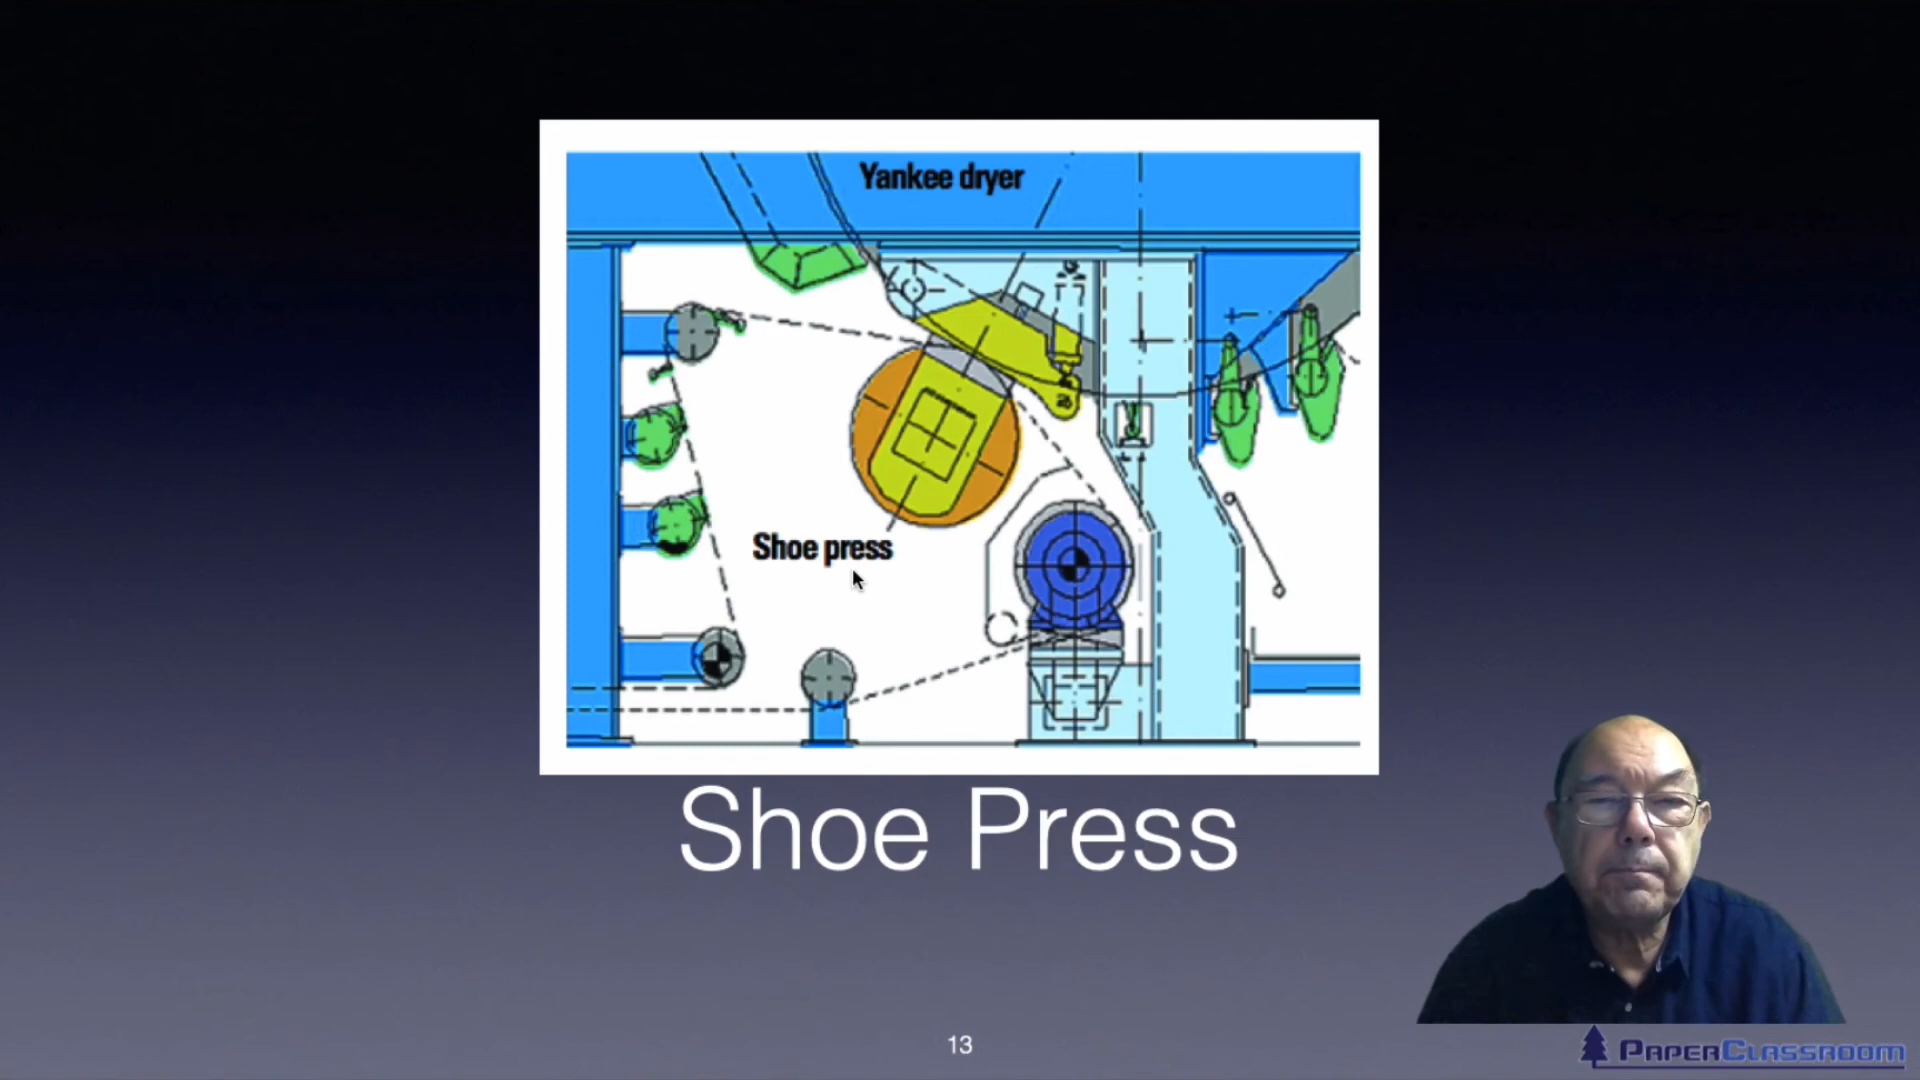 Yankee dryer
Shoe press
Shoe Press
13
PAPERCLASSROOM